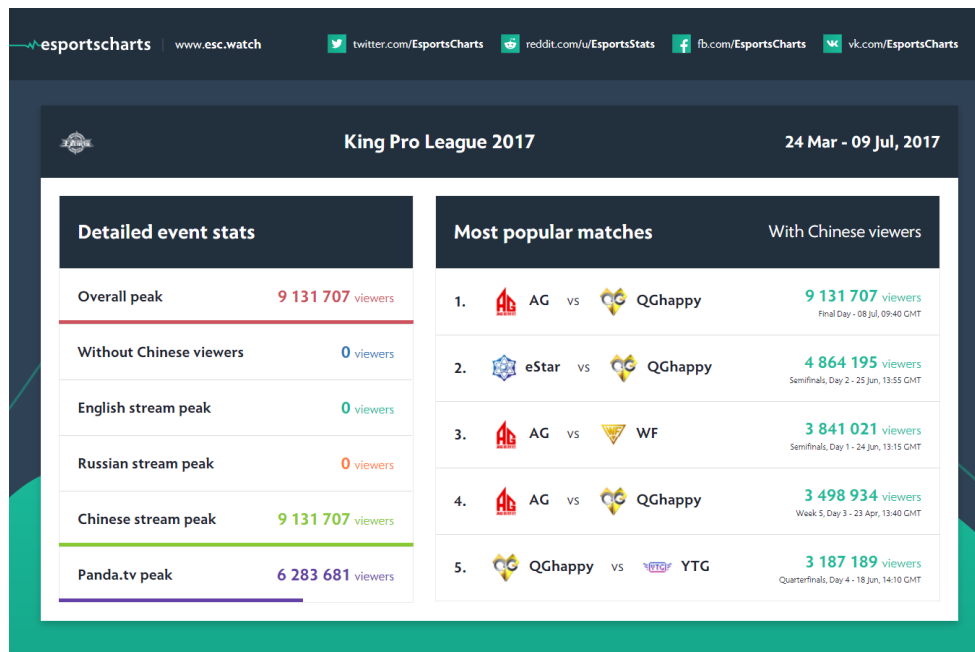 esportscharts | www.esc.watch twitter.com/EsportsCharts reddit.com/u/EsportsStats fb.com/EsportsCharts vk.com/EsportsCharts
King Pro League 2017 24 Mar - 09 Jul, 2017
Detailed event stats
Overall peak 9 131 707 viewers
Without Chinese viewers 0 viewers
English stream peak 0 viewers
Russian stream peak 0 viewers
Chinese stream peak 9 131 707 viewers
Panda.tv peak 6 283 681 viewers
Most popular matches With Chinese viewers
1. AG vs QGhappy 9 131 707 viewers
Final Day - 08 Jul, 09:40 GMT
2. eStar vs QGhappy 4 864 195 viewers
Semifinals, Day 2 - 25 Jun, 13:55 GMT
3. AG vs WF 3 841 021 viewers
Semifinals, Day 1 - 24 Jun, 13:15 GMT
4. AG vs QGhappy 3 498 934 viewers
Week 5, Day 3 - 23 Apr, 13:40 GMT
5. QGhappy vs YTG YTG 3 187 189 viewers
Quarterfinals, Day 4 - 18 Jun, 14:10 GMT